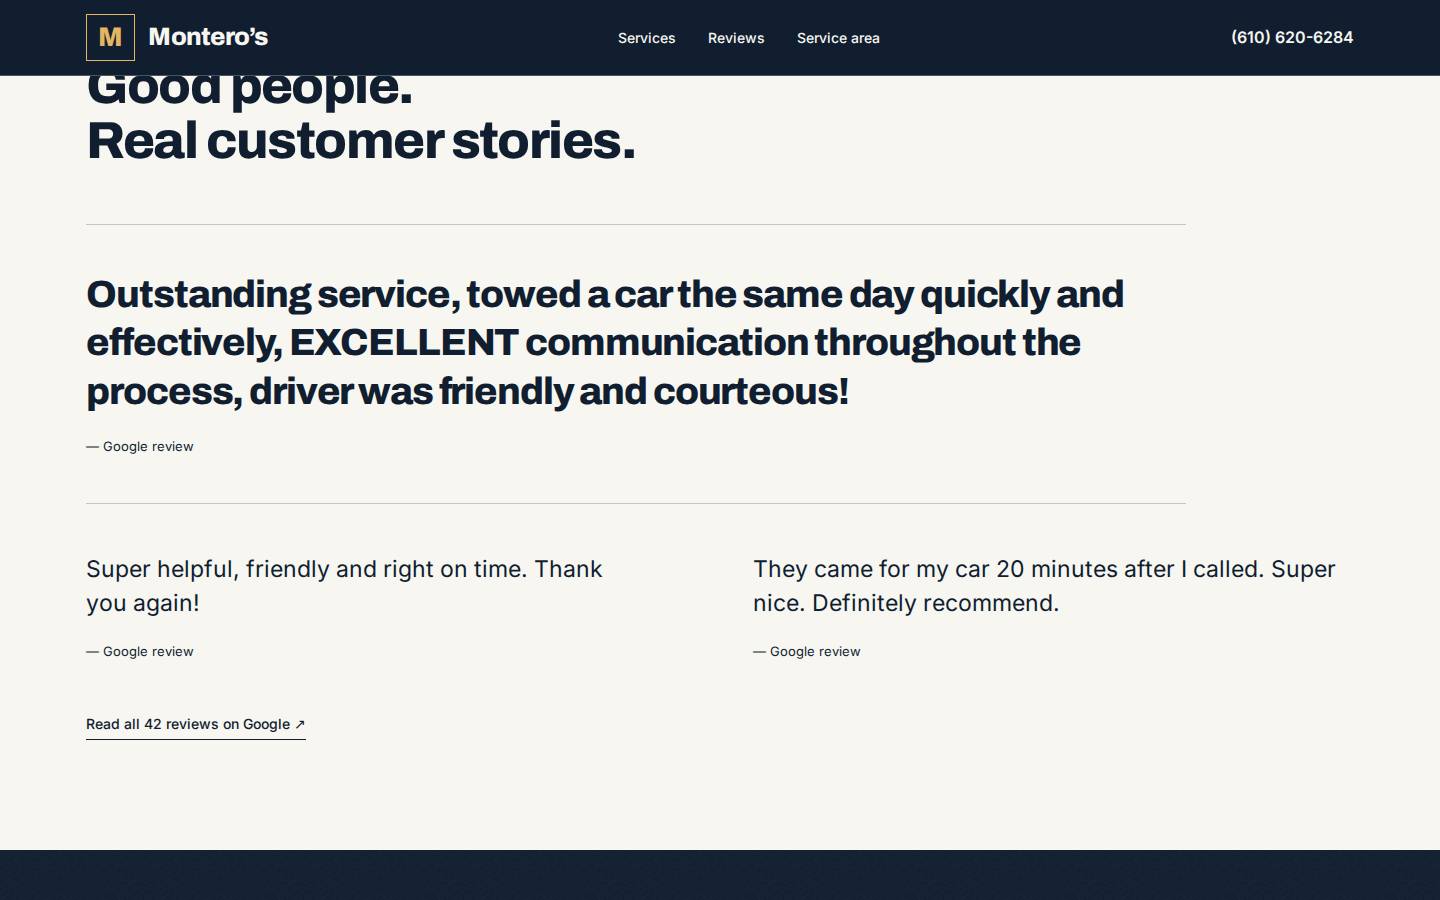 M Montero’s Services Reviews Service area (610) 620-6284
Good people.
Real customer stories.
Outstanding service, towed a car the same day quickly and
effectively, EXCELLENT communication throughout the
process, driver was friendly and courteous!
— Google review
Super helpful, friendly and right on time. Thank
you again!
— Google review
They came for my car 20 minutes after I called. Super
nice. Definitely recommend.
— Google review
Read all 42 reviews on Google ↗